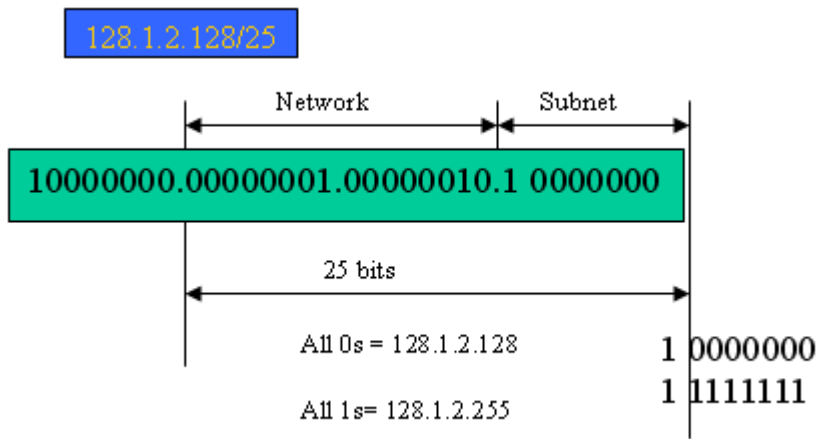 128.1.2.128/25
Network Subnet
10000000.00000001.00000010.1 0000000
25 bits
All 0s = 128.1.2.128 1 0000000
All 1s= 128.1.2.255 1 1111111